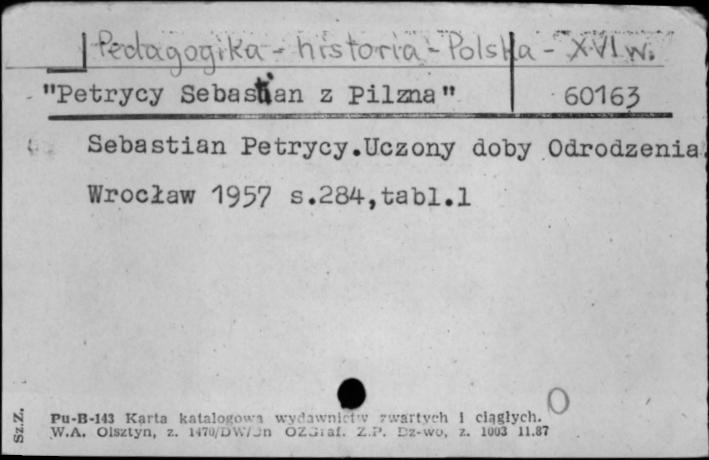 Pedagogika - historia - Polska - XVI w.
"Petrycy Sebastian z Pilzna" 60163
Sebastian Petrycy.Uczony doby Odrodzenia.
Wrocław 1957 s.284,tabl.1
Sz.Z.
Pu-B-143 Karta katalogowa wydawnictw zwartych i ciągłych.
W.A. Olsztyn, z. 1470/DW/Dn OZGraf. Z.P. Dz-wo, z. 1003 11.87